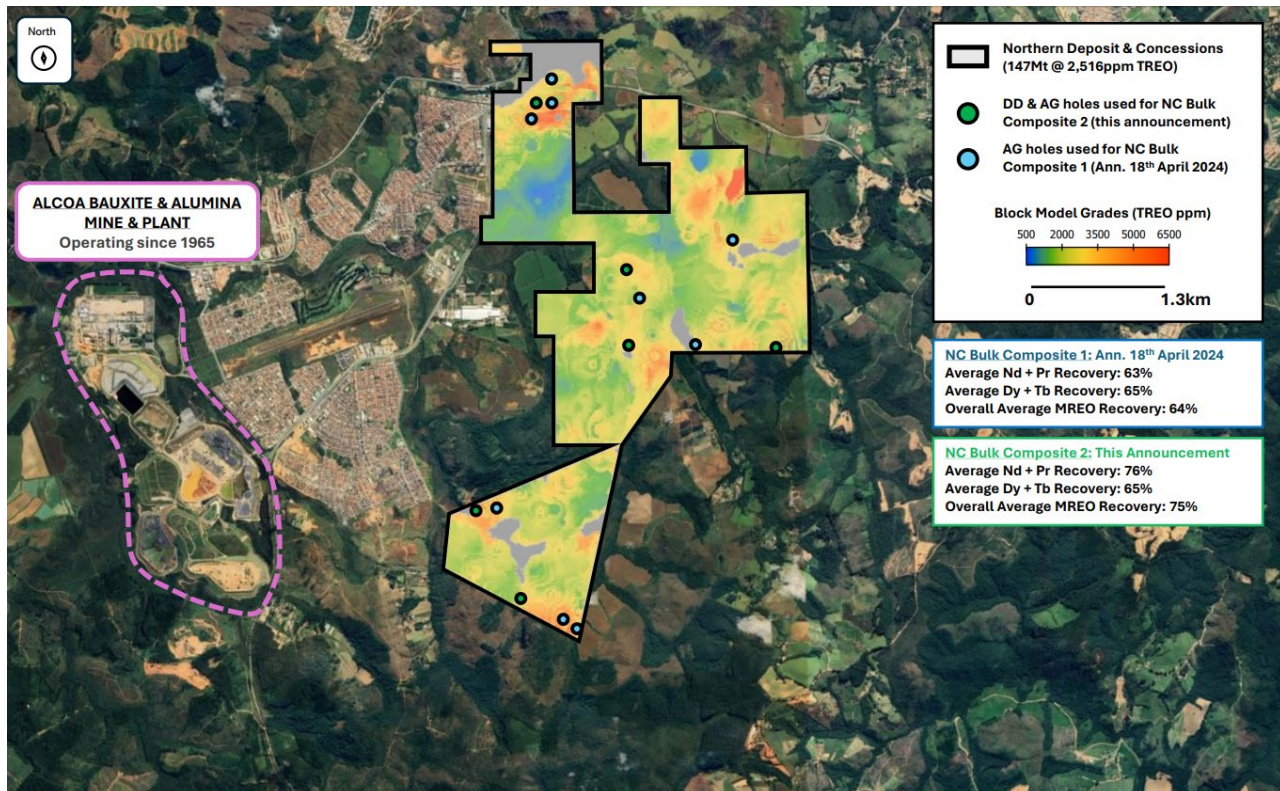 North
ALCOA BAUXITE & ALUMINA
MINE & PLANT
Operating since 1965
Northern Deposit & Concessions
(147Mt @ 2,516ppm TREO)
DD & AG holes used for NC Bulk
Composite 2 (this announcement)
AG holes used for NC Bulk
Composite 1 (Ann. 18th April 2024)
Block Model Grades (TREO ppm)
500 2000 3500 5000 6500
0 1.3km
NC Bulk Composite 1: Ann. 18th April 2024
Average Nd + Pr Recovery: 63%
Average Dy + Tb Recovery: 65%
Overall Average MREO Recovery: 64%
NC Bulk Composite 2: This Announcement
Average Nd + Pr Recovery: 76%
Average Dy + Tb Recovery: 65%
Overall Average MREO Recovery: 75%